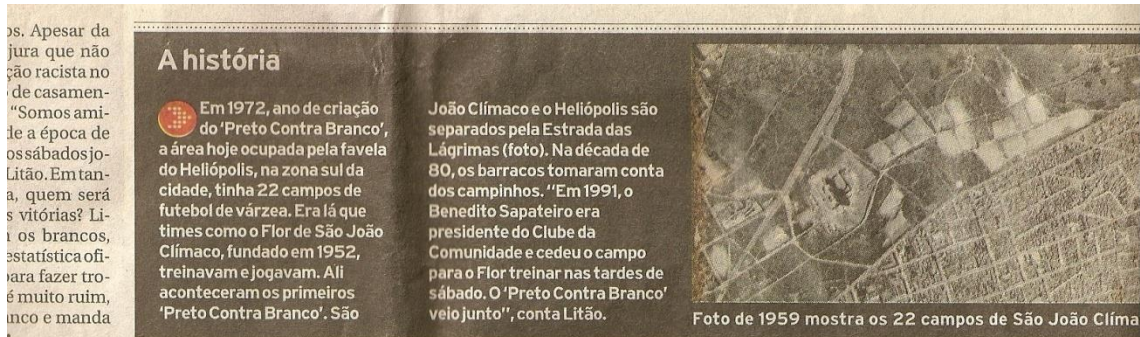 os. Apesar da
jura que não
ção racista no
de casamen-
“Somos ami-
de a época de
os sábados jo-
Litão. Em tan-
a, quem será
s vitórias? Li-
os brancos,
estatística ofi-
para fazer tro-
é muito ruim,
nco e manda
A história
Em 1972, ano de criação
do ‘Preto Contra Branco’,
a área hoje ocupada pela favela
do Heliópolis, na zona sul da
cidade, tinha 22 campos de
futebol de várzea. Era lá que
times como o Flor de São João
Clímaco, fundado em 1952,
treinavam e jogavam. Ali
aconteceram os primeiros
‘Preto Contra Branco’. São
João Clímaco e o Heliópolis são
separados pela Estrada das
Lágrimas (foto). Na década de
80, os barracos tomaram conta
dos campinhos. “Em 1991, o
Benedito Sapateiro era
presidente do Clube da
Comunidade e cedeu o campo
para o Flor treinar nas tardes de
sábado. O ‘Preto Contra Branco’
veio junto”, conta Litão.
Foto de 1959 mostra os 22 campos de São João Clíma